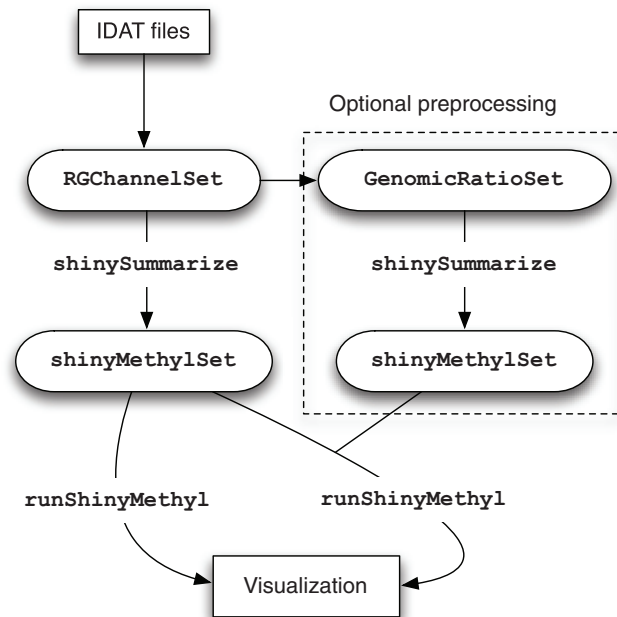 IDAT files
Optional preprocessing
RGChannelSet
GenomicRatioSet
shinySummarize
shinySummarize
shinyMethylSet
shinyMethylSet
runShinyMethyl
runShinyMethyl
Visualization